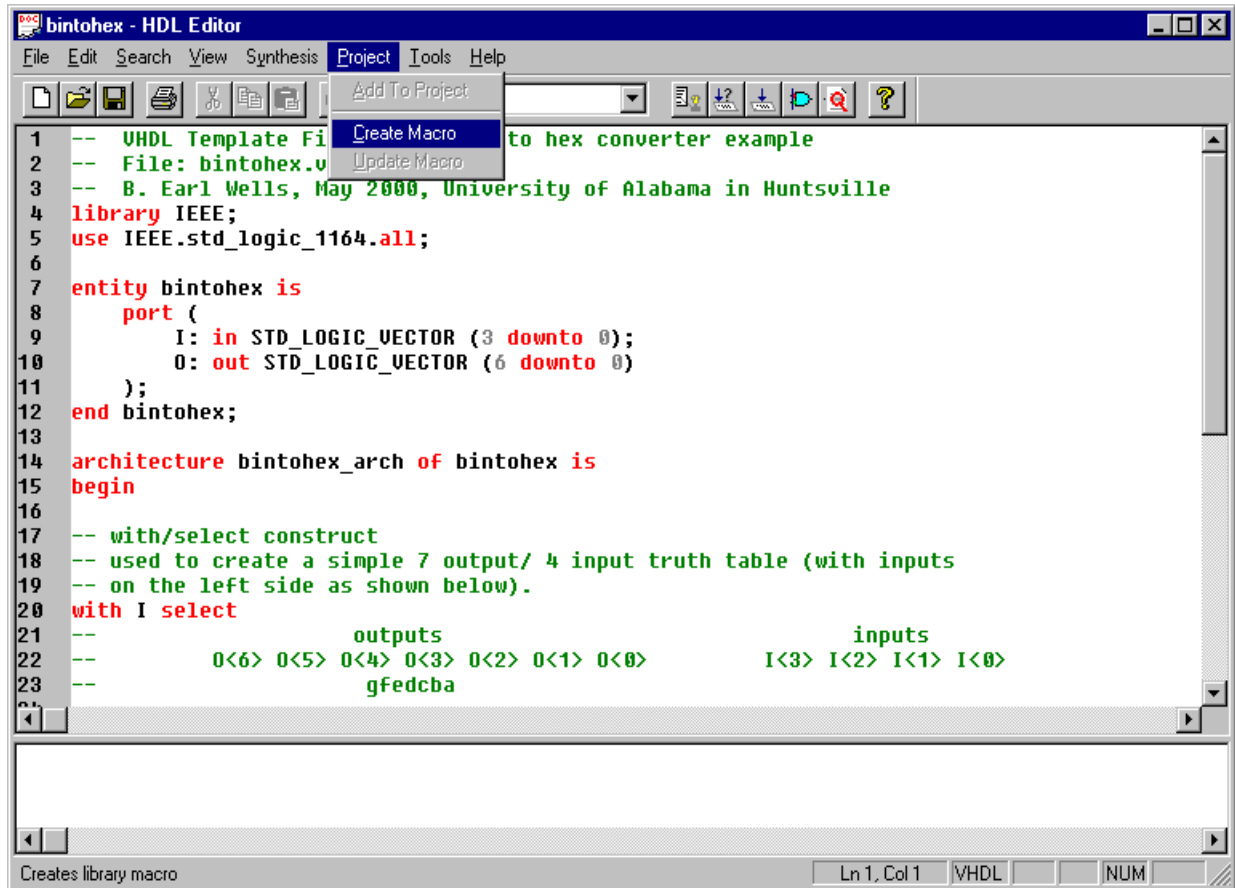 bintohex - HDL Editor
File Edit Search View Synthesis Project Tools Help
Add To Project
Create Macro
Update Macro
1 -- VHDL Template Fi to hex converter example
2 -- File: bintohex.v
3 -- B. Earl Wells, May 2000, University of Alabama in Huntsville
4 library IEEE;
5 use IEEE.std_logic_1164.all;
6
7 entity bintohex is
8 port (
9 I: in STD_LOGIC_VECTOR (3 downto 0);
10 O: out STD_LOGIC_VECTOR (6 downto 0)
11 );
12 end bintohex;
13
14 architecture bintohex_arch of bintohex is
15 begin
16
17 -- with/select construct
18 -- used to create a simple 7 output/ 4 input truth table (with inputs
19 -- on the left side as shown below).
20 with I select
21 -- outputs inputs
22 -- O<6> O<5> O<4> O<3> O<2> O<1> O<0> I<3> I<2> I<1> I<0>
23 -- gfedcba
Creates library macro Ln 1, Col 1 VHDL NUM